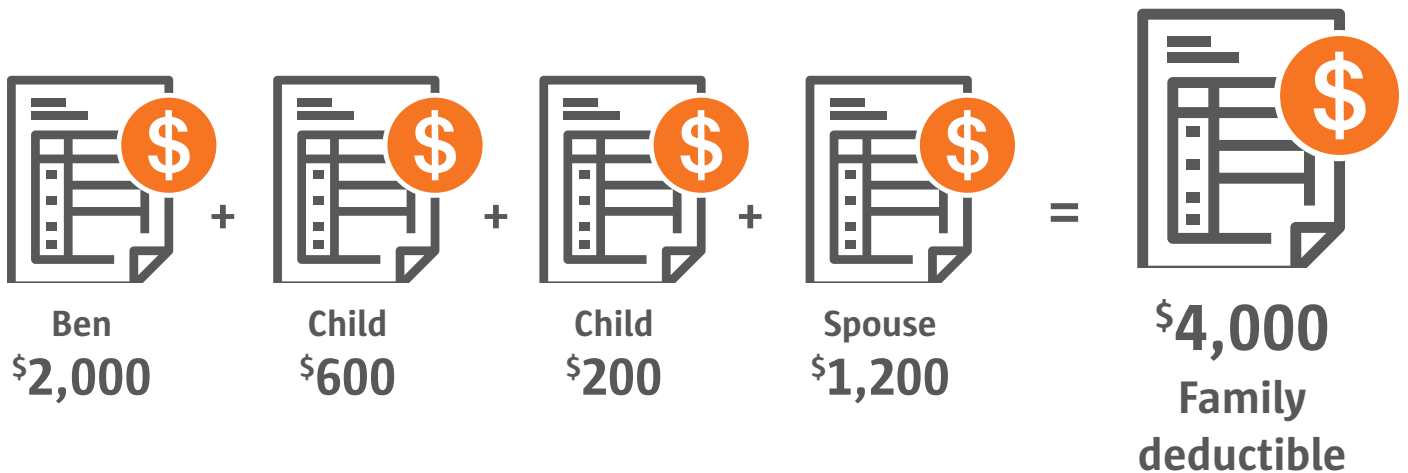 $ + $ + $ + $ = $
Ben Child Child Spouse
$2,000 $600 $200 $1,200
$4,000
Family
deductible